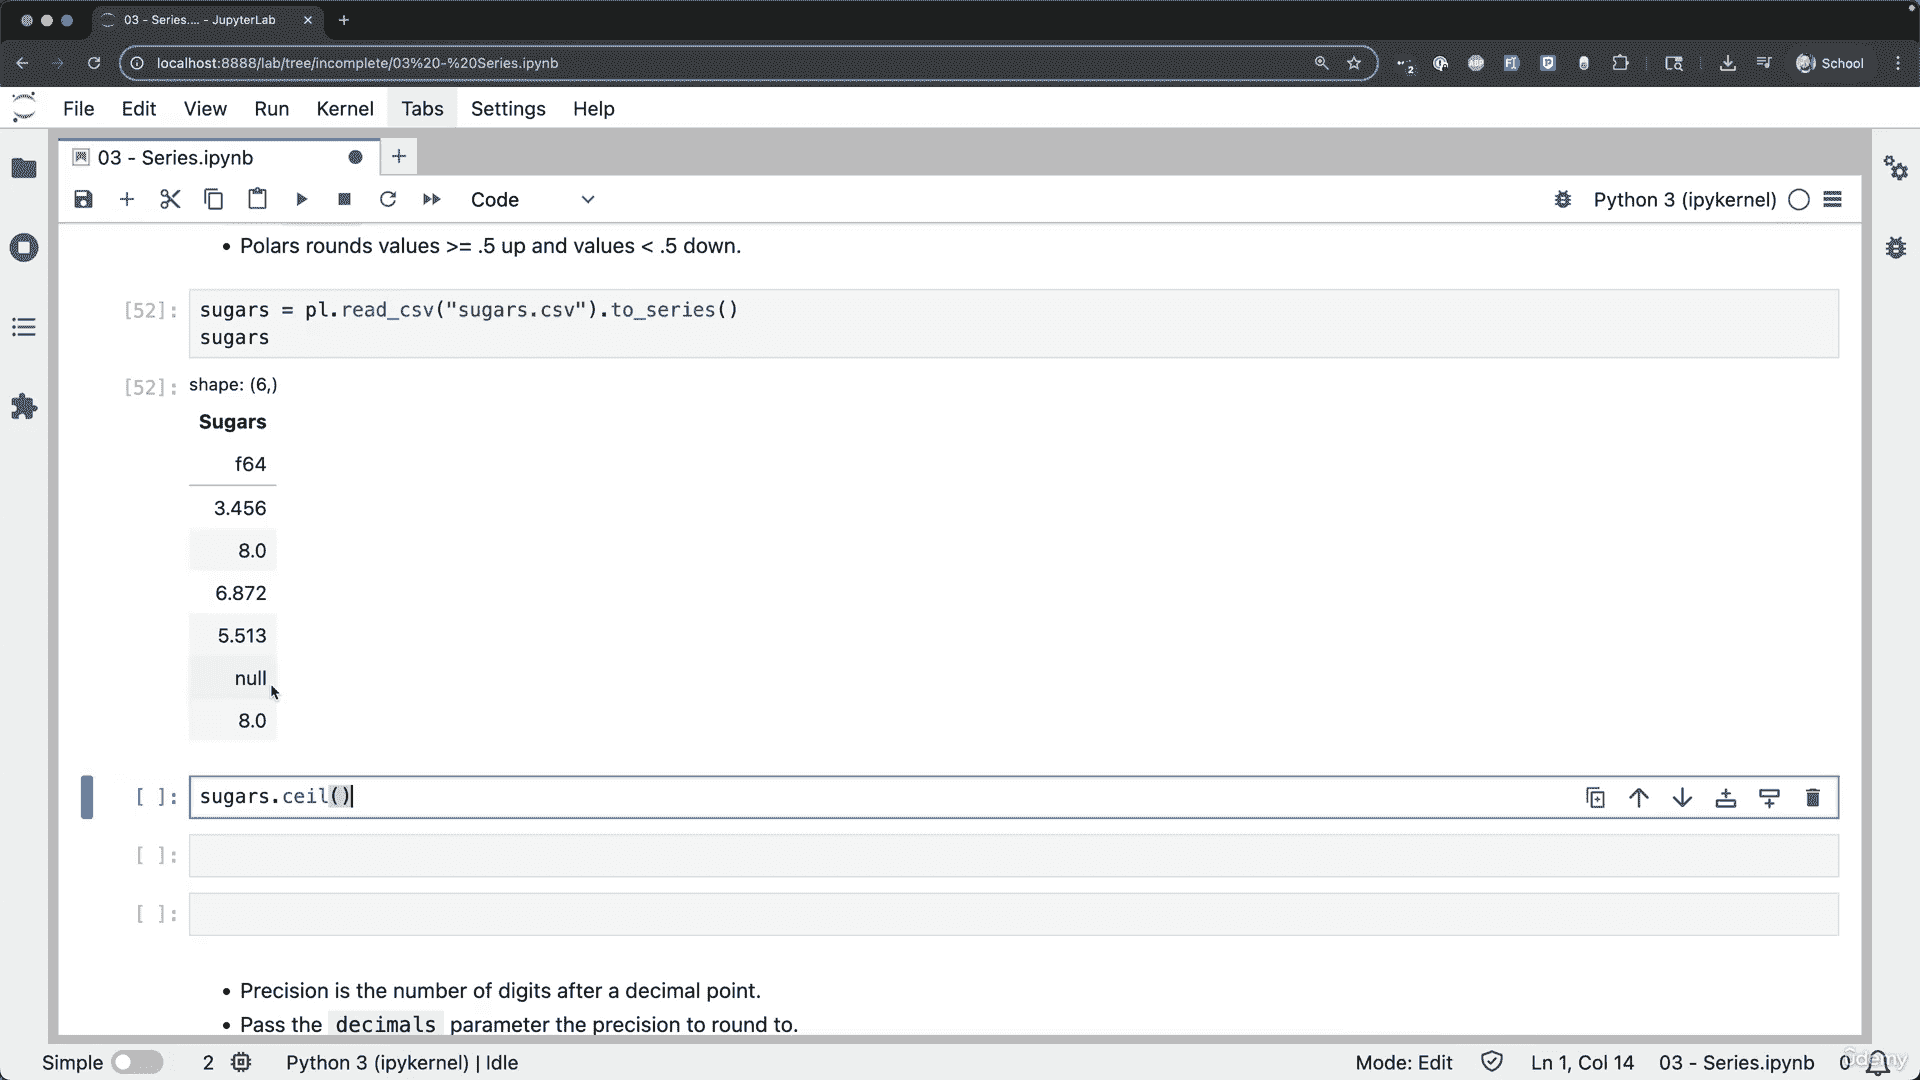 03 - Series.... - JupyterLab
localhost:8888/lab/tree/incomplete/03%20-%20Series.ipynb
2
ABP
School
File Edit View Run Kernel Tabs Settings Help
03 - Series.ipynb
Code
Python 3 (ipykernel)
• Polars rounds values >= .5 up and values < .5 down.
[52]: sugars = pl.read_csv("sugars.csv").to_series()
sugars
[52]: shape: (6,)
Sugars
f64
3.456
8.0
6.872
5.513
null
8.0
[ ]: sugars.ceil()
[ ]:
[ ]:
• Precision is the number of digits after a decimal point.
• Pass the decimals parameter the precision to round to.
Simple 2 Python 3 (ipykernel) | Idle Mode: Edit Ln 1, Col 14 03 - Series.ipynb 0
udemy